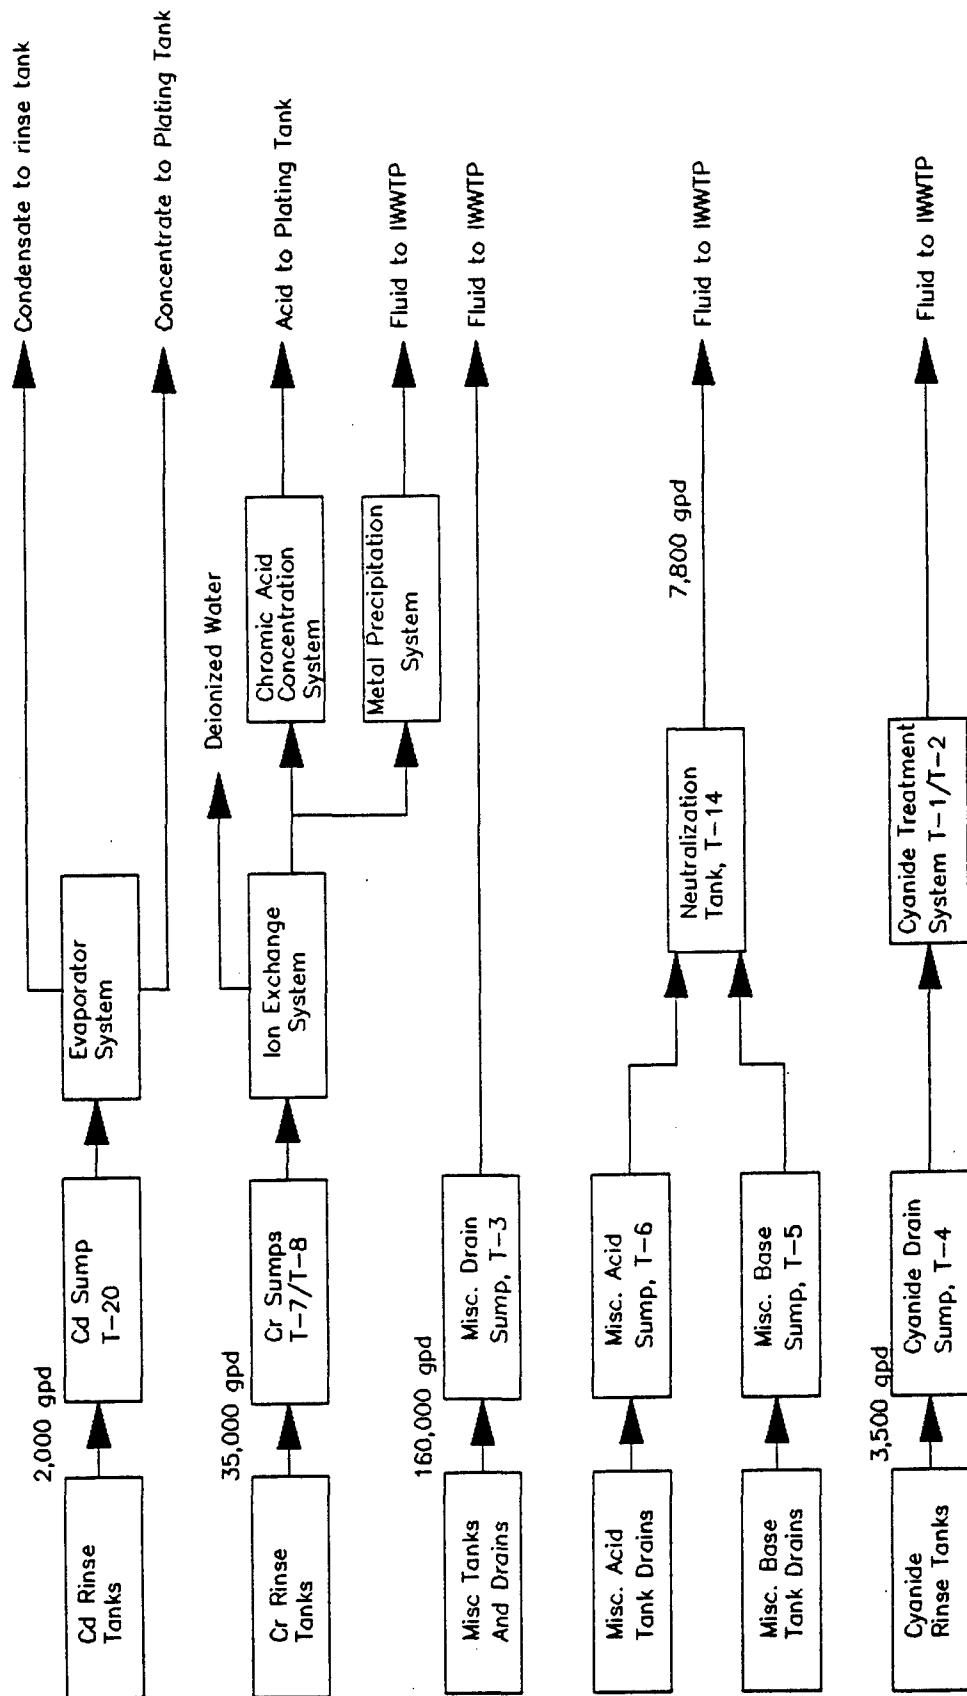 Cd Rinse
Tanks
2,000 gpd
Cd Sump
T-20
Evaporator
System
Condensate to rinse tank
Concentrate to Plating Tank
Cr Rinse
Tanks
35,000 gpd
Cr Sumps
T-7/T-8
Ion Exchange
System
Deionized Water
Chromic Acid
Concentration
System
Acid to Plating Tank
Metal Precipitation
System
Fluid to IWWTP
Misc Tanks
And Drains
160,000 gpd
Misc. Drain
Sump, T-3
Fluid to IWWTP
Misc. Acid
Tank Drains
Misc. Acid
Sump, T-6
Misc. Base
Tank Drains
Misc. Base
Sump, T-5
Neutralization
Tank, T-14
7,800 gpd
Fluid to IWWTP
Cyanide
Rinse Tanks
3,500 gpd
Cyanide Drain
Sump, T-4
Cyanide Treatment
System T-1/T-2
Fluid to IWWTP